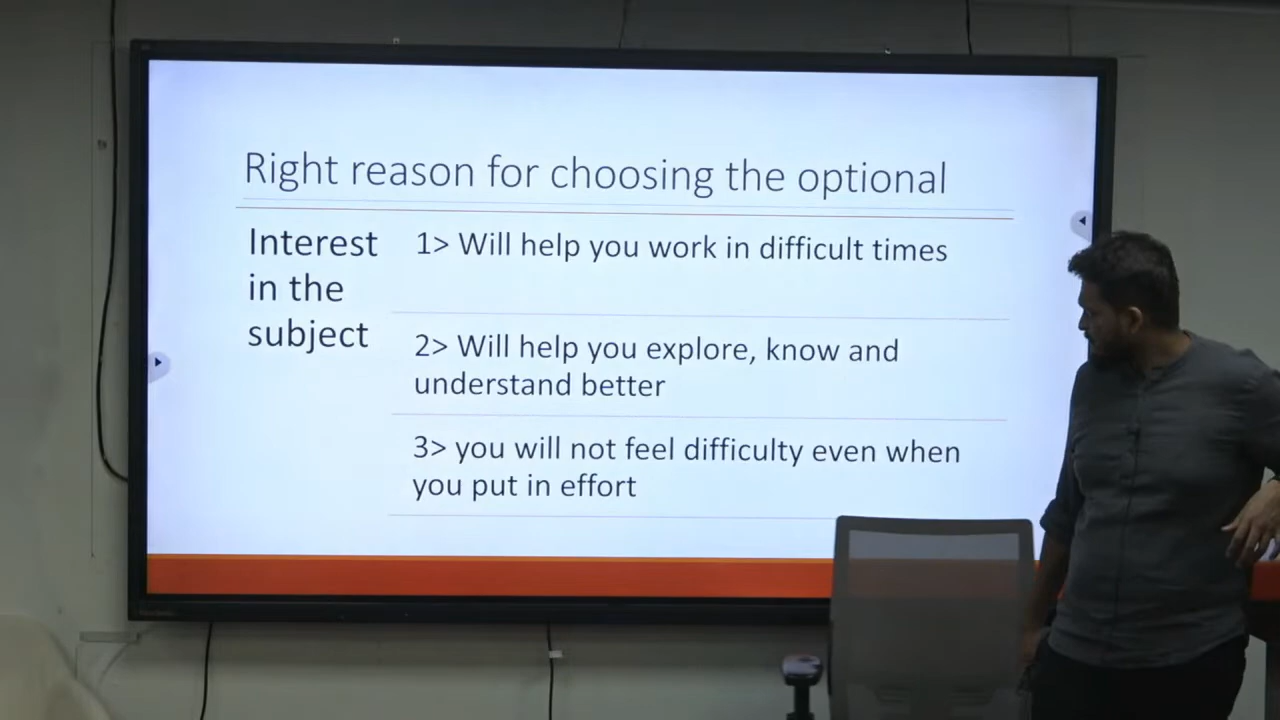 Right reason for choosing the optional
Interest
in the
subject
1> Will help you work in difficult times
2> Will help you explore, know and
understand better
3> you will not feel difficulty even when
you put in effort